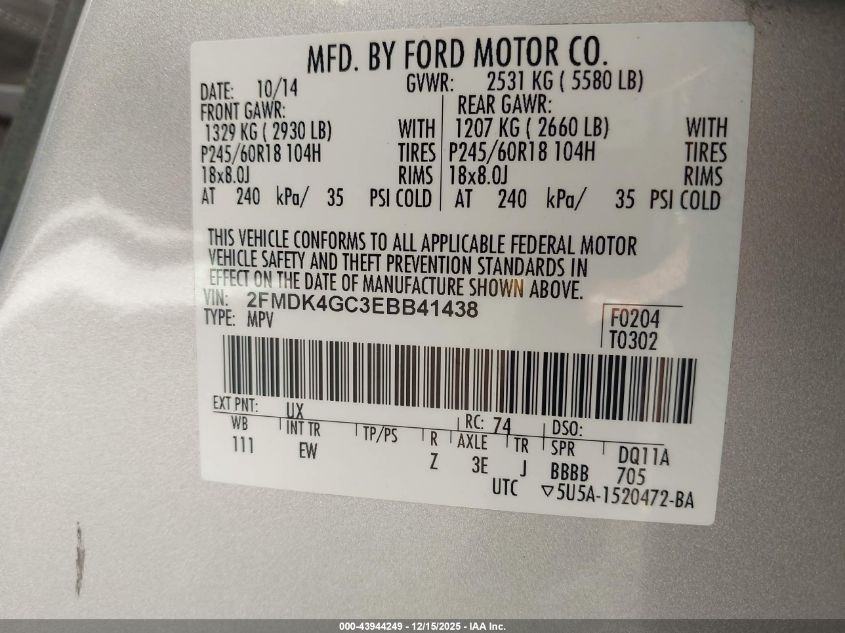 MFD. BY FORD MOTOR CO.
DATE: 10/14 GVWR: 2531 KG ( 5580 LB)
FRONT GAWR: REAR GAWR:
1329 KG ( 2930 LB) WITH 1207 KG ( 2660 LB) WITH
P245/60R18 104H TIRES P245/60R18 104H TIRES
18x8.0J RIMS 18x8.0J RIMS
AT 240 kPa/ 35 PSI COLD AT 240 kPa/ 35 PSI COLD
THIS VEHICLE CONFORMS TO ALL APPLICABLE FEDERAL MOTOR
VEHICLE SAFETY AND THEFT PREVENTION STANDARDS IN
EFFECT ON THE DATE OF MANUFACTURE SHOWN ABOVE.
VIN: 2FMDK4GC3EBB41438
TYPE: MPV
F0204
T0302
EXT PNT: UX RC: 74 DSO:
WB INT TR TP/PS R AXLE TR SPR DQ11A
111 EW Z 3E J BBBB 705
UTC ▽5U5A-1520472-BA
000-43944249 - 12/15/2025 - IAA Inc.